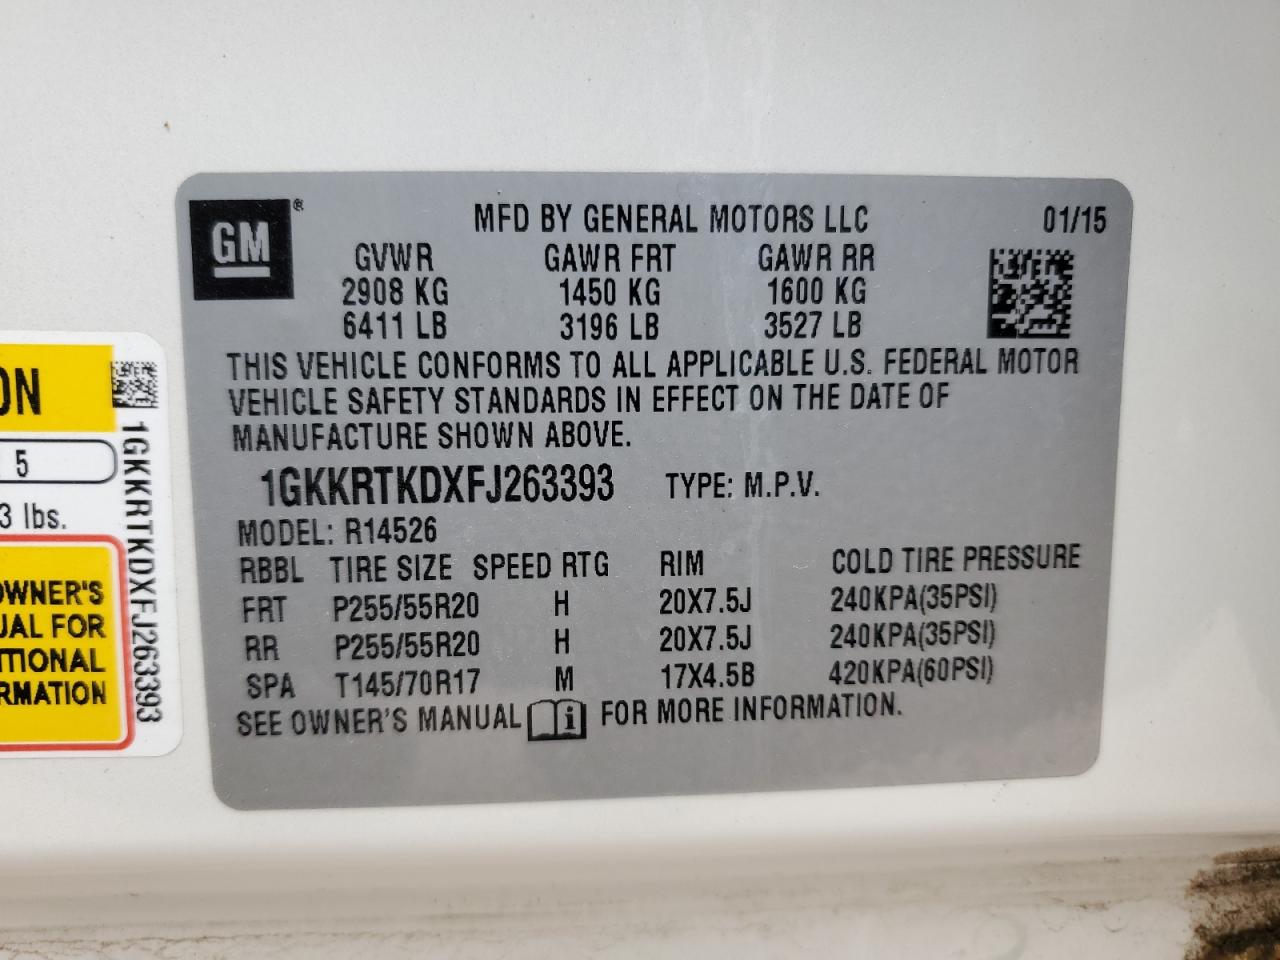 GM ®
MFD BY GENERAL MOTORS LLC 01/15
GVWR GAWR FRT GAWR RR
2908 KG 1450 KG 1600 KG
6411 LB 3196 LB 3527 LB
THIS VEHICLE CONFORMS TO ALL APPLICABLE U.S. FEDERAL MOTOR
VEHICLE SAFETY STANDARDS IN EFFECT ON THE DATE OF
MANUFACTURE SHOWN ABOVE.
1GKKRTKDXFJ263393 TYPE: M.P.V.
MODEL: R14526
RBBL TIRE SIZE SPEED RTG RIM COLD TIRE PRESSURE
FRT P255/55R20 H 20X7.5J 240KPA(35PSI)
RR P255/55R20 H 20X7.5J 240KPA(35PSI)
SPA T145/70R17 M 17X4.5B 420KPA(60PSI)
SEE OWNER'S MANUAL i FOR MORE INFORMATION.
ON
5
3 lbs.
OWNER'S
UAL FOR
ITIONAL
RMATION
1GKKRTKDXFJ263393